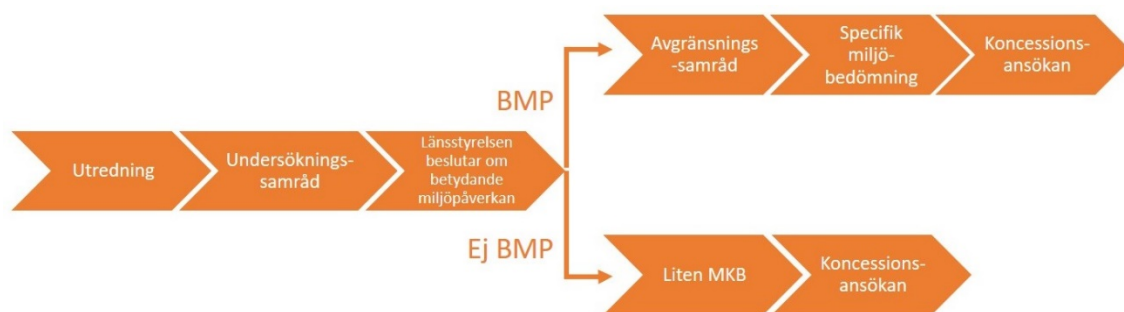 Utredning
Undersöknings-
samråd
Länsstyrelsen
beslutar om
betydande
miljöpåverkan
BMP
Avgränsnings
-samråd
Specifik
miljö-
bedömning
Koncessions-
ansökan
Ej BMP
Liten MKB
Koncessions-
ansökan